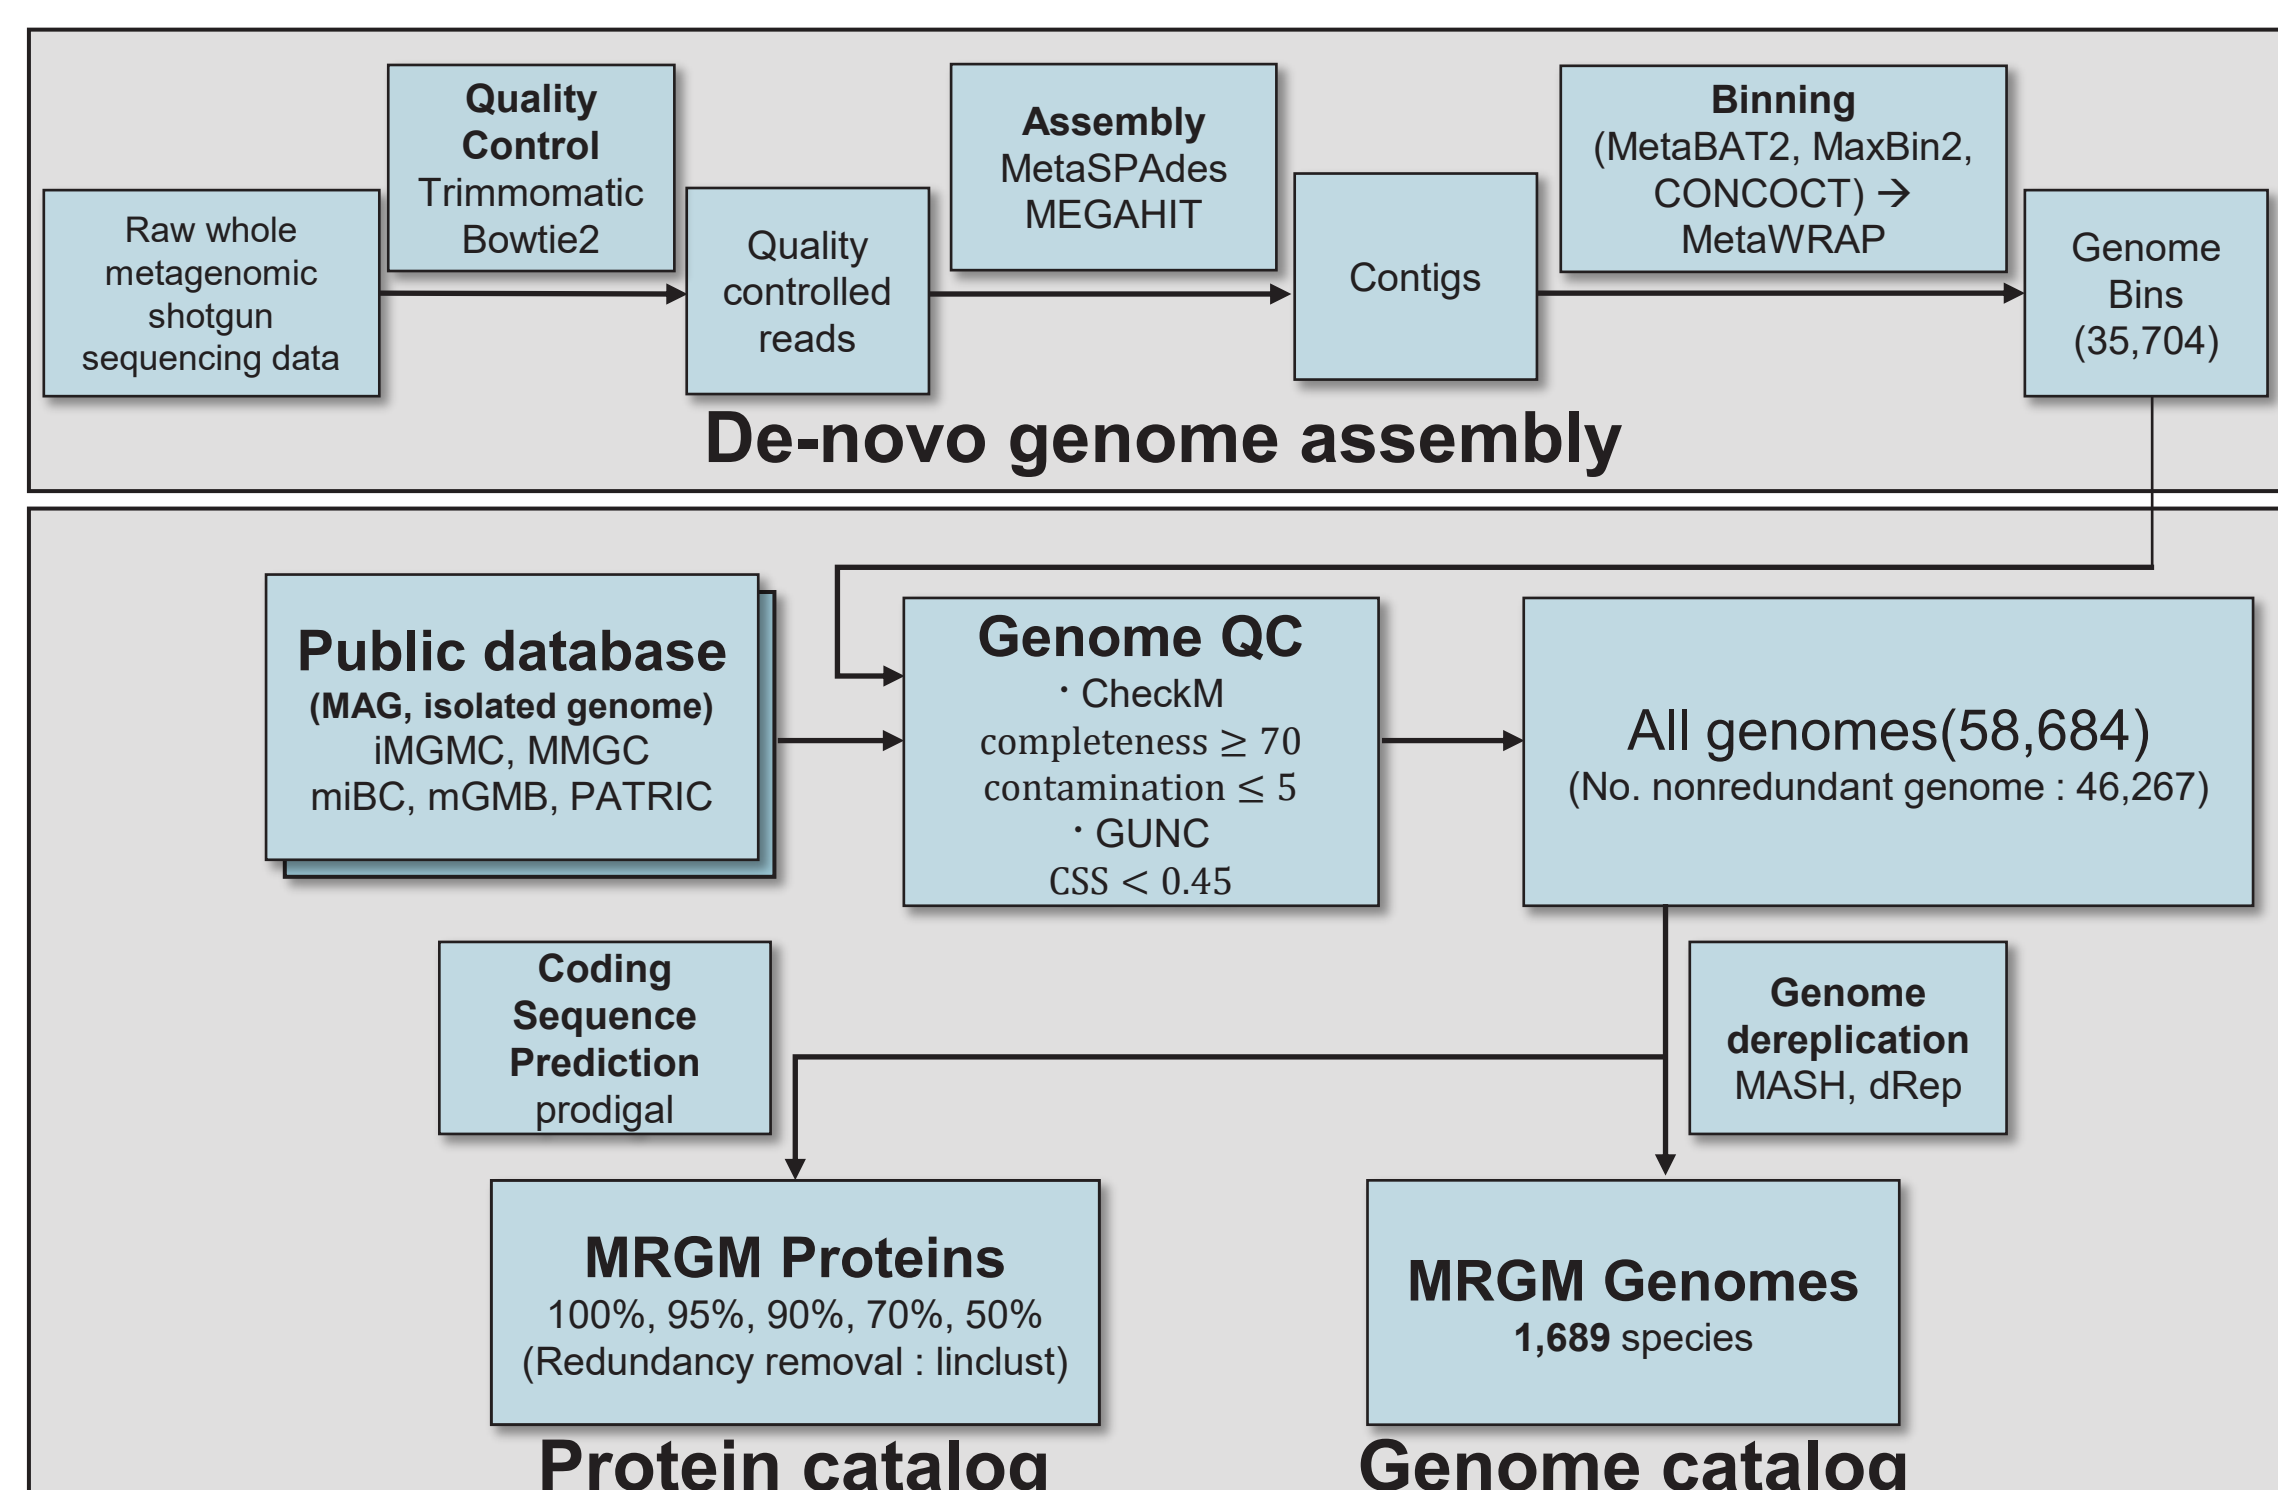 Raw whole
metagenomic
shotgun
sequencing data
Quality
Control
Trimmomatic
Bowtie2
Quality
controlled
reads
Assembly
MetaSPAdes
MEGAHIT
Contigs
Binning
(MetaBAT2, MaxBin2,
CONCOCT) →
MetaWRAP
Genome
Bins
(35,704)
De-novo genome assembly
Public database
(MAG, isolated genome)
iMGMC, MMGC
miBC, mGMB, PATRIC
Genome QC
· CheckM
completeness ≥ 70
contamination ≤ 5
· GUNC
CSS < 0.45
All genomes(58,684)
(No. nonredundant genome : 46,267)
Coding
Sequence
Prediction
prodigal
Genome
dereplication
MASH, dRep
MRGM Proteins
100%, 95%, 90%, 70%, 50%
(Redundancy removal : linclust)
MRGM Genomes
1,689 species
Protein catalog
Genome catalog